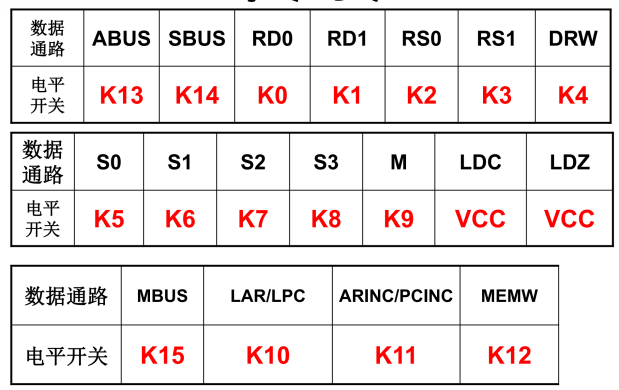 数据通路 ABUS SBUS RD0 RD1 RS0 RS1 DRW
电平开关 K13 K14 K0 K1 K2 K3 K4
数据通路 S0 S1 S2 S3 M LDC LDZ
电平开关 K5 K6 K7 K8 K9 VCC VCC
数据通路 MBUS LAR/LPC ARINC/PCINC MEMW
电平开关 K15 K10 K11 K12